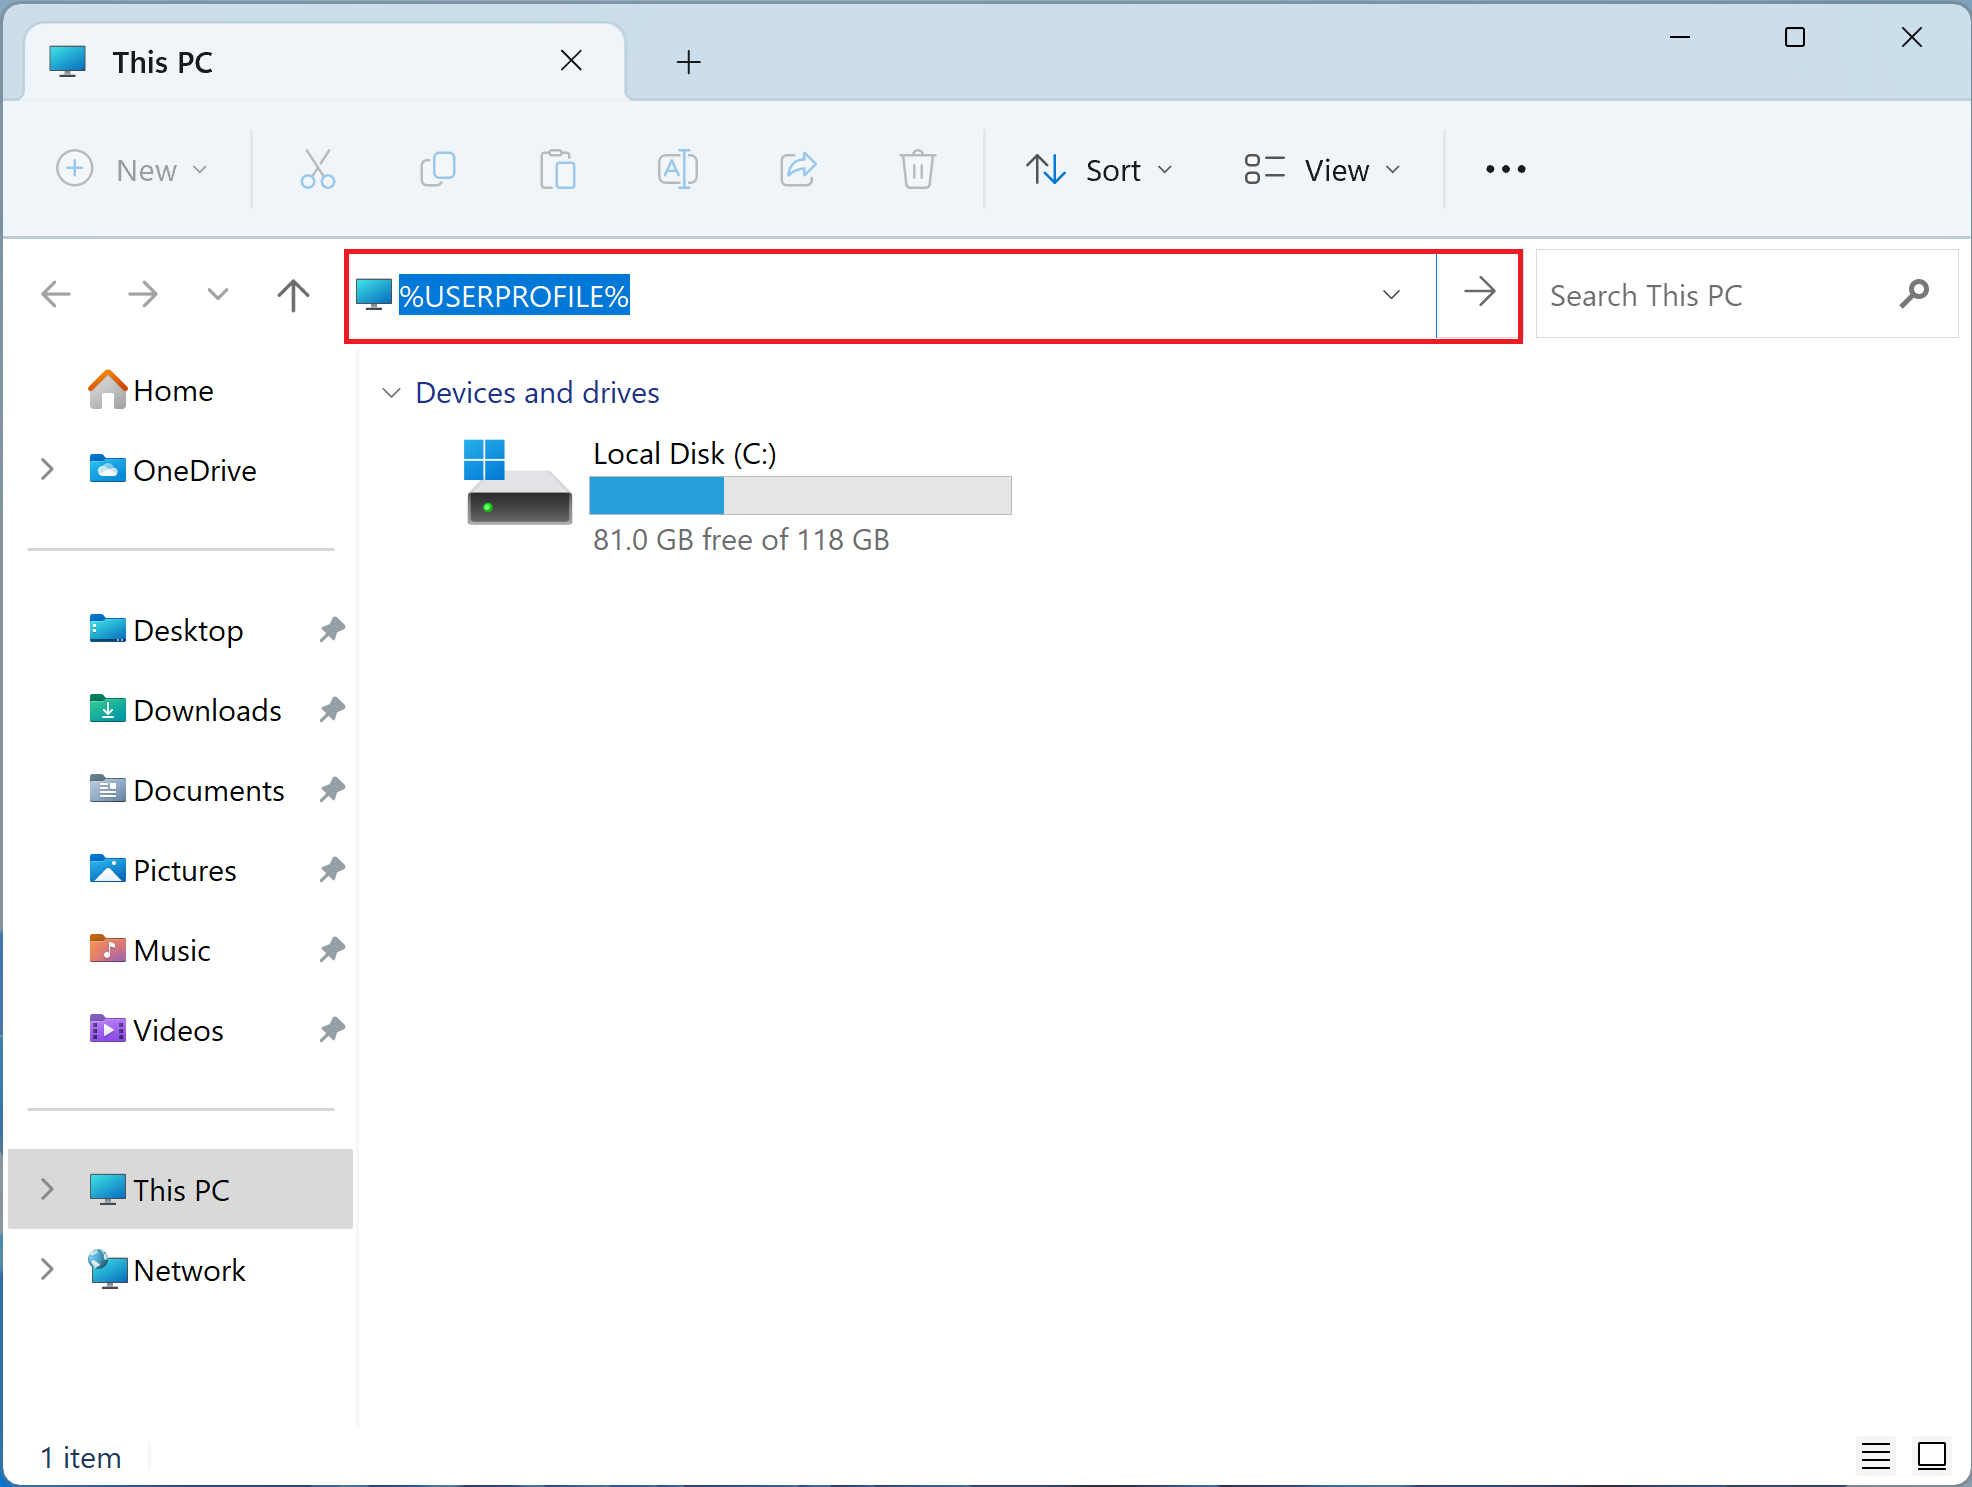 This PC
New
Sort
View
%USERPROFILE%
Search This PC
Home
OneDrive
Desktop
Downloads
Documents
Pictures
Music
Videos
This PC
Network
Devices and drives
Local Disk (C:)
81.0 GB free of 118 GB
1 item